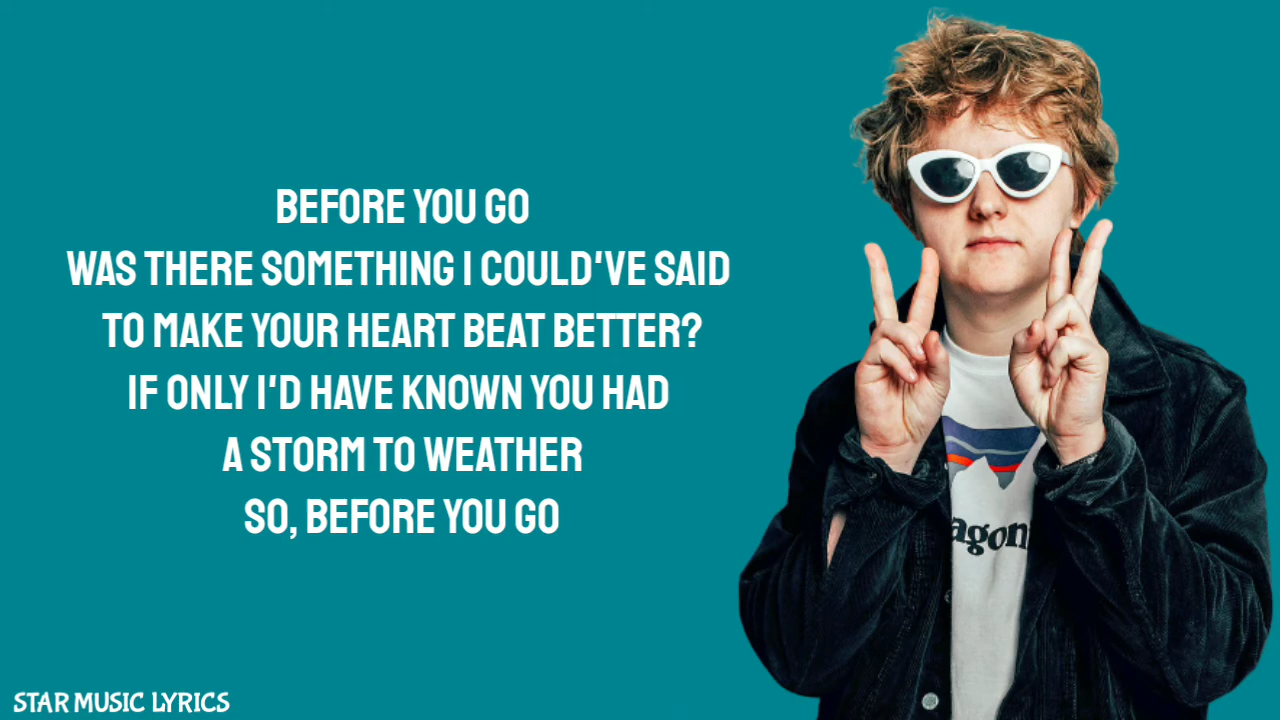 BEFORE YOU GO
WAS THERE SOMETHING I COULD'VE SAID
TO MAKE YOUR HEART BEAT BETTER?
IF ONLY I'D HAVE KNOWN YOU HAD
A STORM TO WEATHER
SO, BEFORE YOU GO
agoni
STAR MUSIC LYRICS